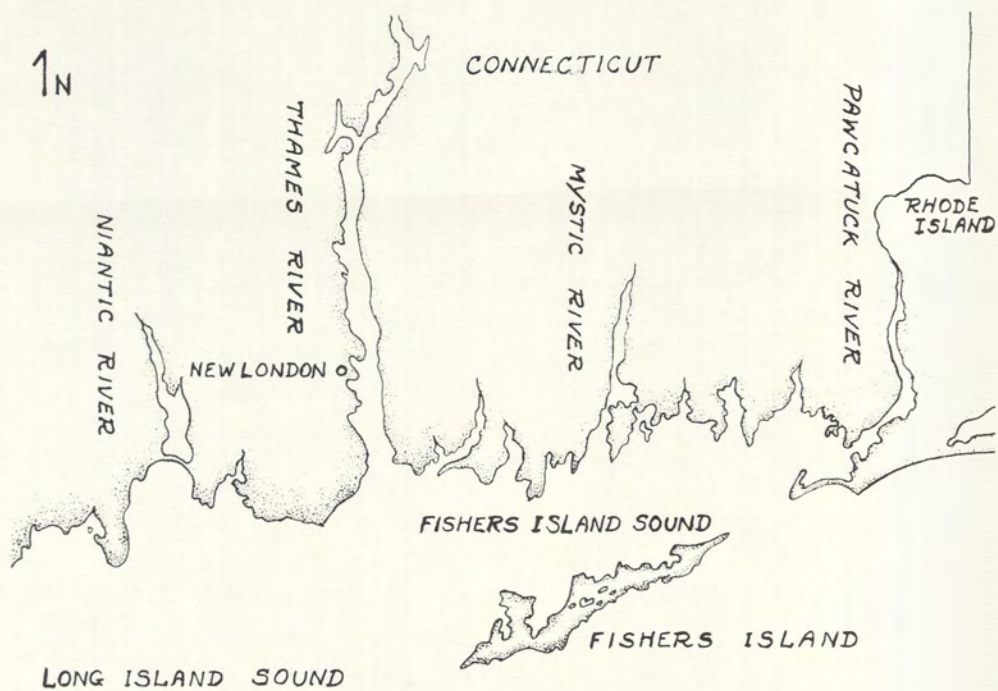 N
CONNECTICUT
THAMES RIVER
PAWCATUCK RIVER
MYSTIC RIVER
RHODE
ISLAND
NIANTIC RIVER
NEW LONDON
FISHERS ISLAND SOUND
FISHERS ISLAND
LONG ISLAND SOUND